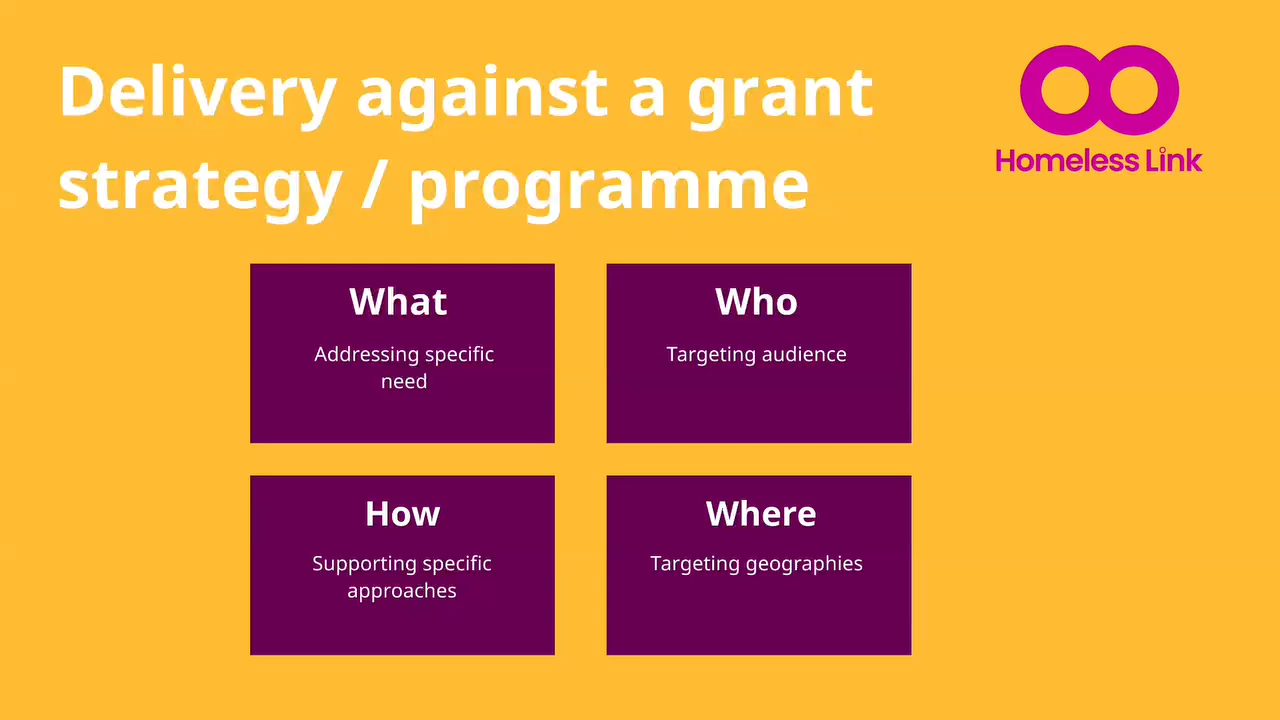 Delivery against a grant
strategy / programme
Homeless Link
What
Addressing specific
need
Who
Targeting audience
How
Supporting specific
approaches
Where
Targeting geographies